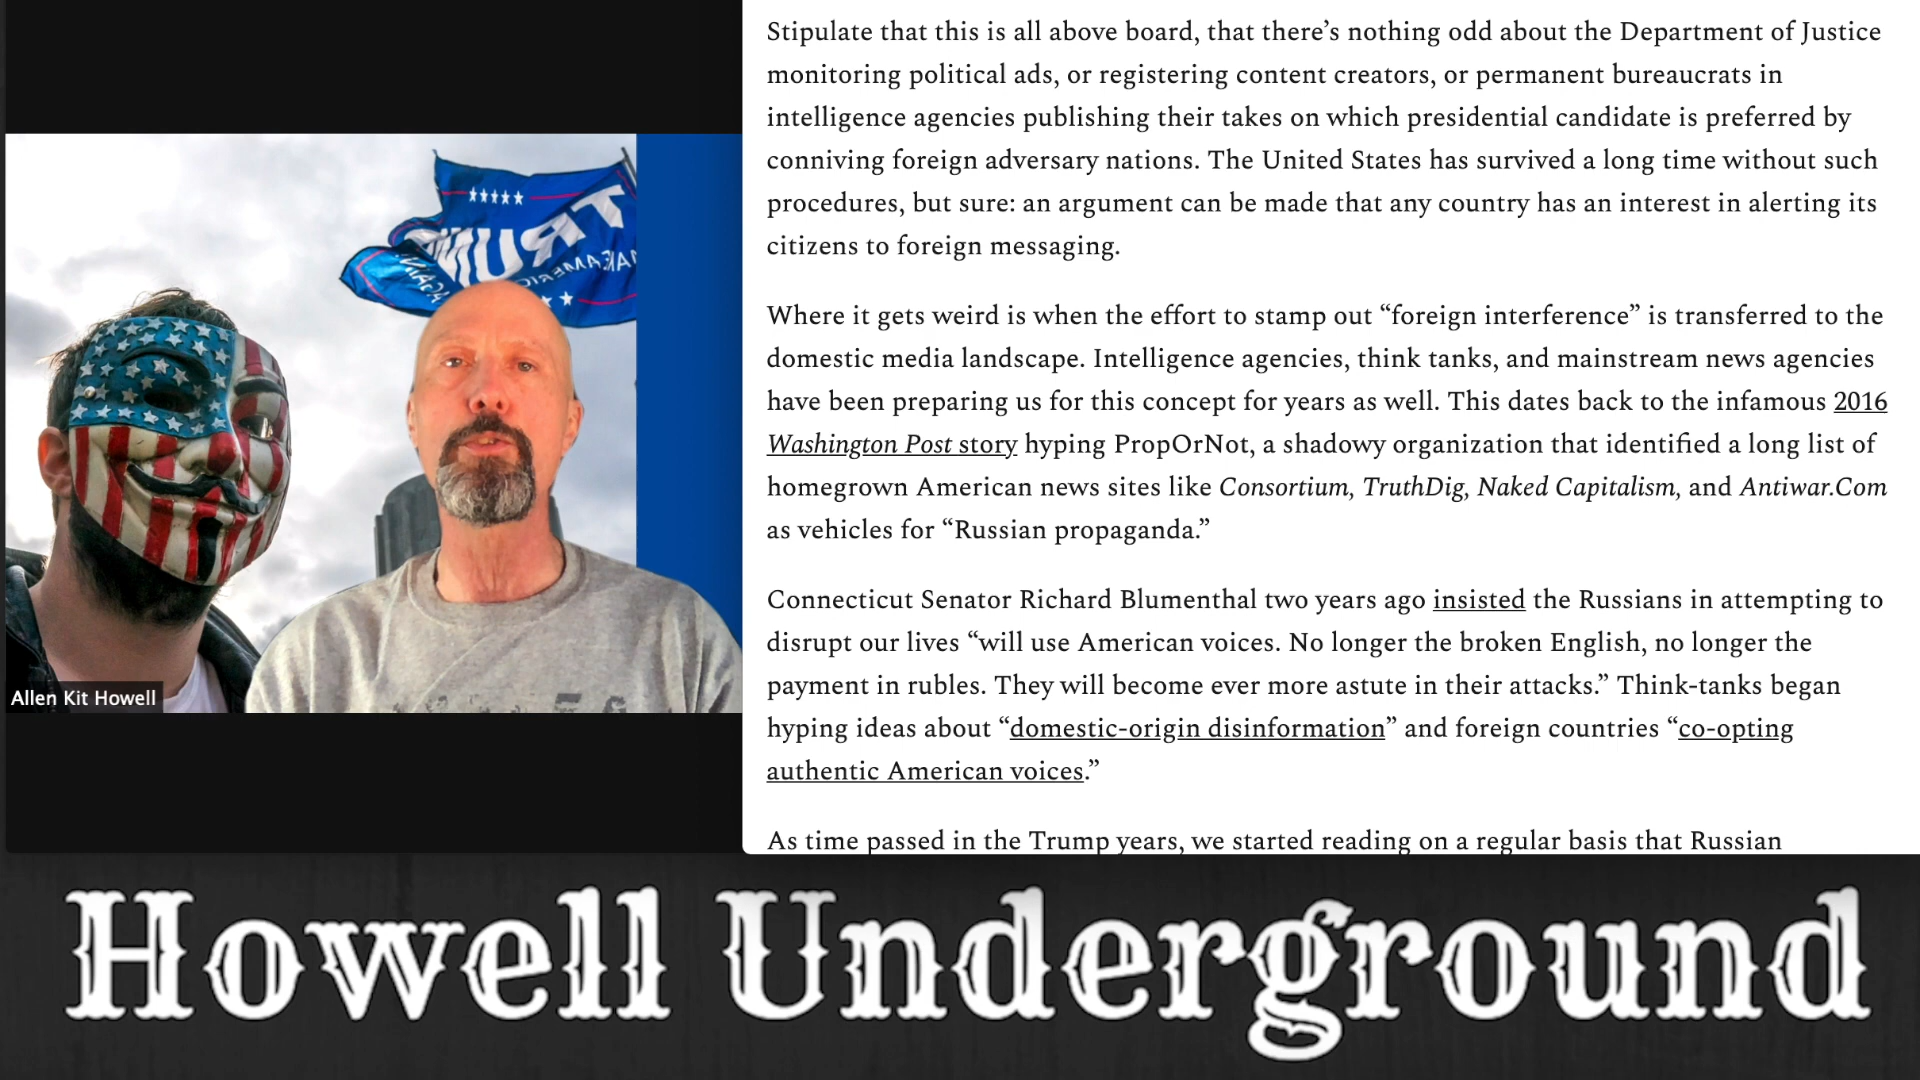 Stipulate that this is all above board, that there’s nothing odd about the Department of Justice
monitoring political ads, or registering content creators, or permanent bureaucrats in
intelligence agencies publishing their takes on which presidential candidate is preferred by
conniving foreign adversary nations. The United States has survived a long time without such
procedures, but sure: an argument can be made that any country has an interest in alerting its
citizens to foreign messaging.
Where it gets weird is when the effort to stamp out “foreign interference” is transferred to the
domestic media landscape. Intelligence agencies, think tanks, and mainstream news agencies
have been preparing us for this concept for years as well. This dates back to the infamous 2016
Washington Post story hyping PropOrNot, a shadowy organization that identified a long list of
homegrown American news sites like Consortium, TruthDig, Naked Capitalism, and Antiwar.Com
as vehicles for “Russian propaganda.”
Connecticut Senator Richard Blumenthal two years ago insisted the Russians in attempting to
disrupt our lives “will use American voices. No longer the broken English, no longer the
payment in rubles. They will become ever more astute in their attacks.” Think-tanks began
hyping ideas about “domestic-origin disinformation” and foreign countries “co-opting
authentic American voices.”
As time passed in the Trump years, we started reading on a regular basis that Russian
TRUMP
AMERICA
AGAIN
Allen Kit Howell
Howell Underground